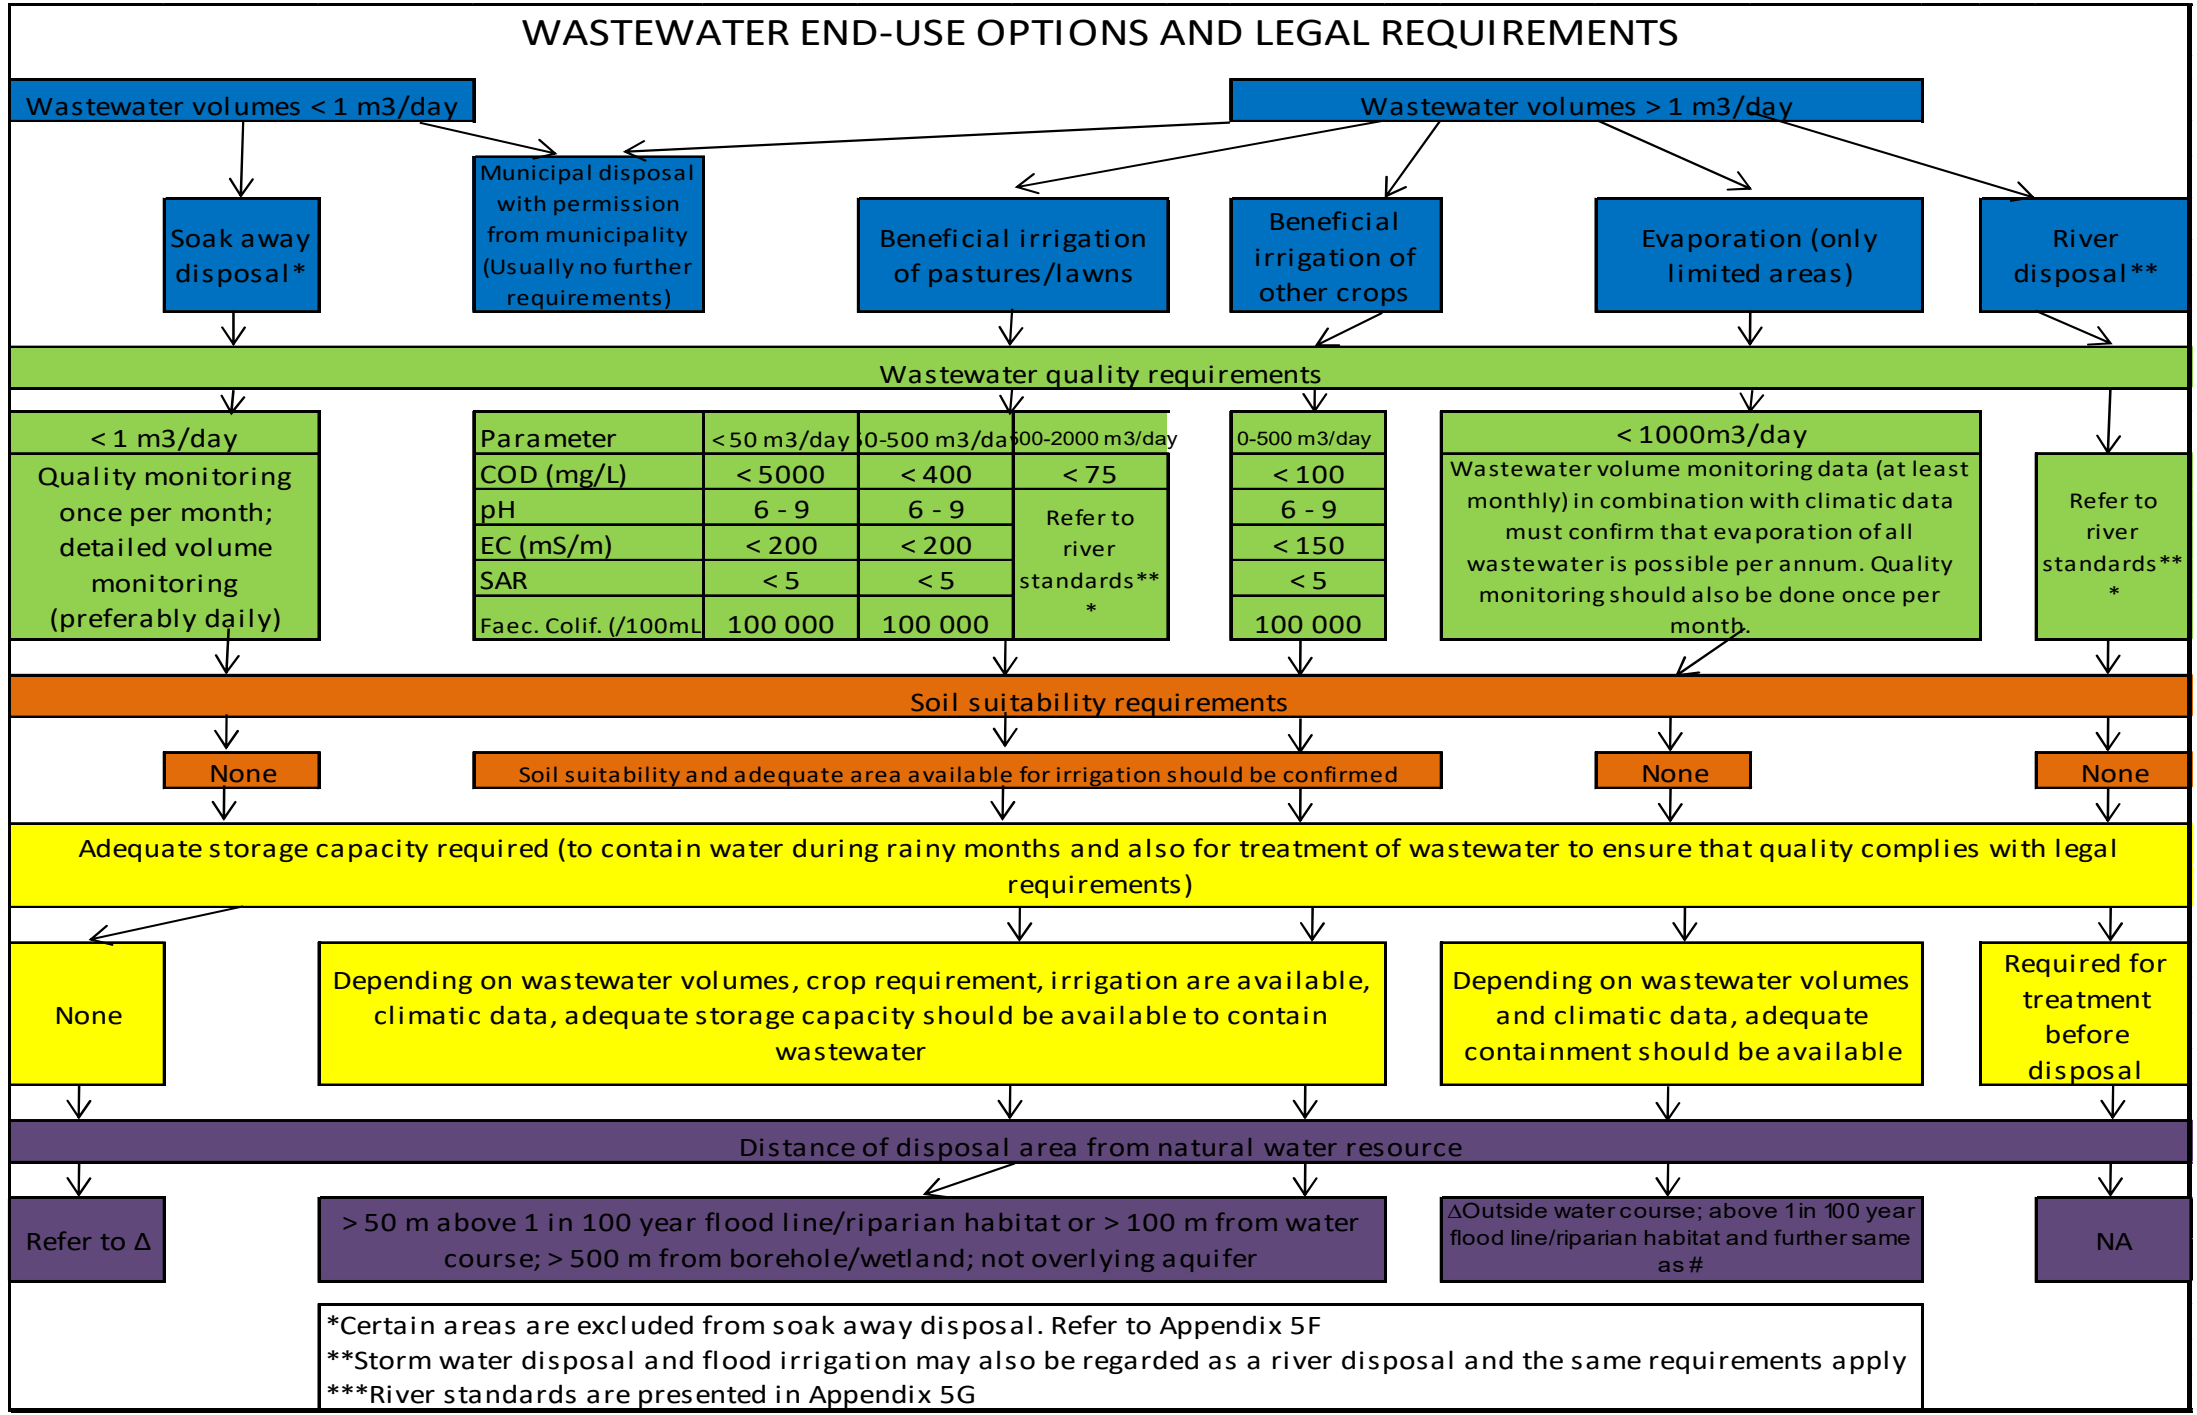 WASTEWATER END-USE OPTIONS AND LEGAL REQUIREMENTS
Wastewater volumes < 1 m3/day
Wastewater volumes > 1 m3/day
Soak away
disposal*
Municipal disposal
with permission
from municipality
(Usually no further
requirements)
Beneficial irrigation
of pastures/lawns
Beneficial
irrigation of
other crops
Evaporation (only
limited areas)
River
disposal**
Wastewater quality requirements
< 1 m3/day
Quality monitoring
once per month;
detailed volume
monitoring
(preferably daily)
Parameter
< 50 m3/day
0-500 m3/da
500-2000 m3/day
COD (mg/L)
< 5000
< 400
< 75
pH
6 - 9
6 - 9
EC (mS/m)
< 200
< 200
SAR
< 5
< 5
Faec. Colif. (/100mL
100 000
100 000
Refer to
river
standards**
*
0-500 m3/day
< 100
6 - 9
< 150
< 5
100 000
< 1000m3/day
Wastewater volume monitoring data (at least
monthly) in combination with climatic data
must confirm that evaporation of all
wastewater is possible per annum. Quality
monitoring should also be done once per
month.
Refer to
river
standards**
*
Soil suitability requirements
None
Soil suitability and adequate area available for irrigation should be confirmed
None
None
Adequate storage capacity required (to contain water during rainy months and also for treatment of wastewater to ensure that quality complies with legal
requirements)
None
Depending on wastewater volumes, crop requirement, irrigation are available,
climatic data, adequate storage capacity should be available to contain
wastewater
Depending on wastewater volumes
and climatic data, adequate
containment should be available
Required for
treatment
before
disposal
Distance of disposal area from natural water resource
Refer to Δ
> 50 m above 1 in 100 year flood line/riparian habitat or > 100 m from water
course; > 500 m from borehole/wetland; not overlying aquifer
ΔOutside water course; above 1 in 100 year
flood line/riparian habitat and further same
as #
NA
*Certain areas are excluded from soak away disposal. Refer to Appendix 5F
**Storm water disposal and flood irrigation may also be regarded as a river disposal and the same requirements apply
***River standards are presented in Appendix 5G